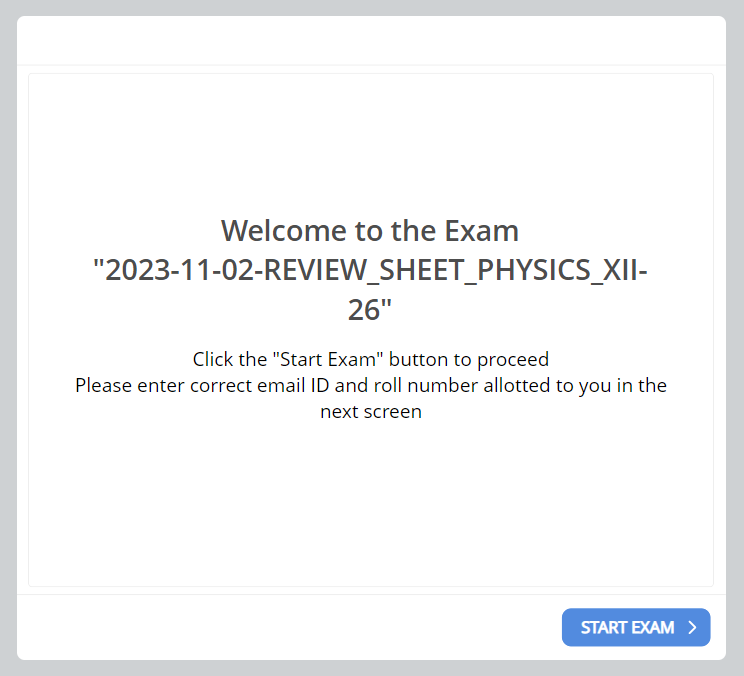 Welcome to the Exam
"2023-11-02-REVIEW_SHEET_PHYSICS_XII-
26"
Click the "Start Exam" button to proceed
Please enter correct email ID and roll number allotted to you in the
next screen
START EXAM